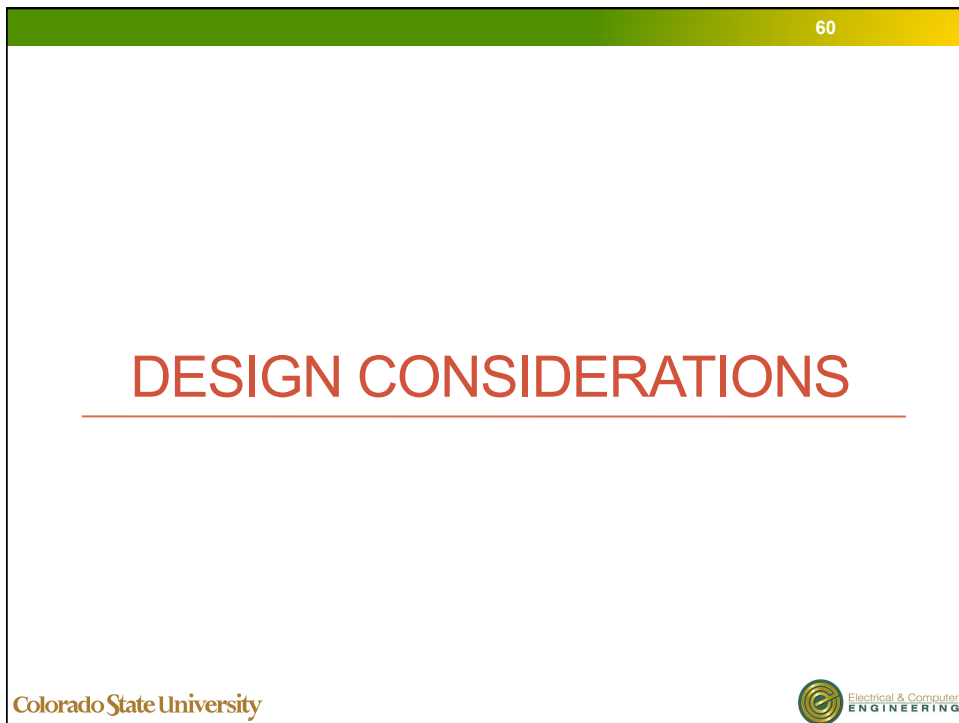 60
DESIGN CONSIDERATIONS
Colorado State University
Electrical & Computer
ENGINEERING